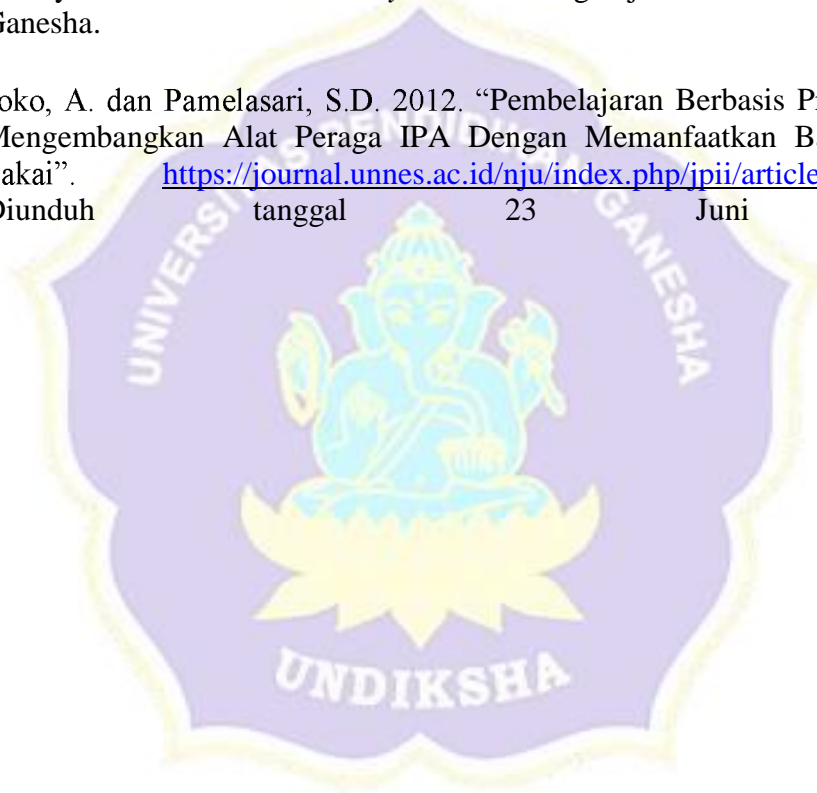 Ganesha.
oko, A. dan Pamelasari, S.D. 2012. “Pembelajaran Berbasis
Mengembangkan Alat Peraga IPA Dengan Memanfaatkan
akai”. https://journal.unnes.ac.id/nju/index.php/jpii/article
Diunduh tanggal 23 Juni
UNIVERSITAS PENDIDIKAN GANESHA
UNDIKSHA